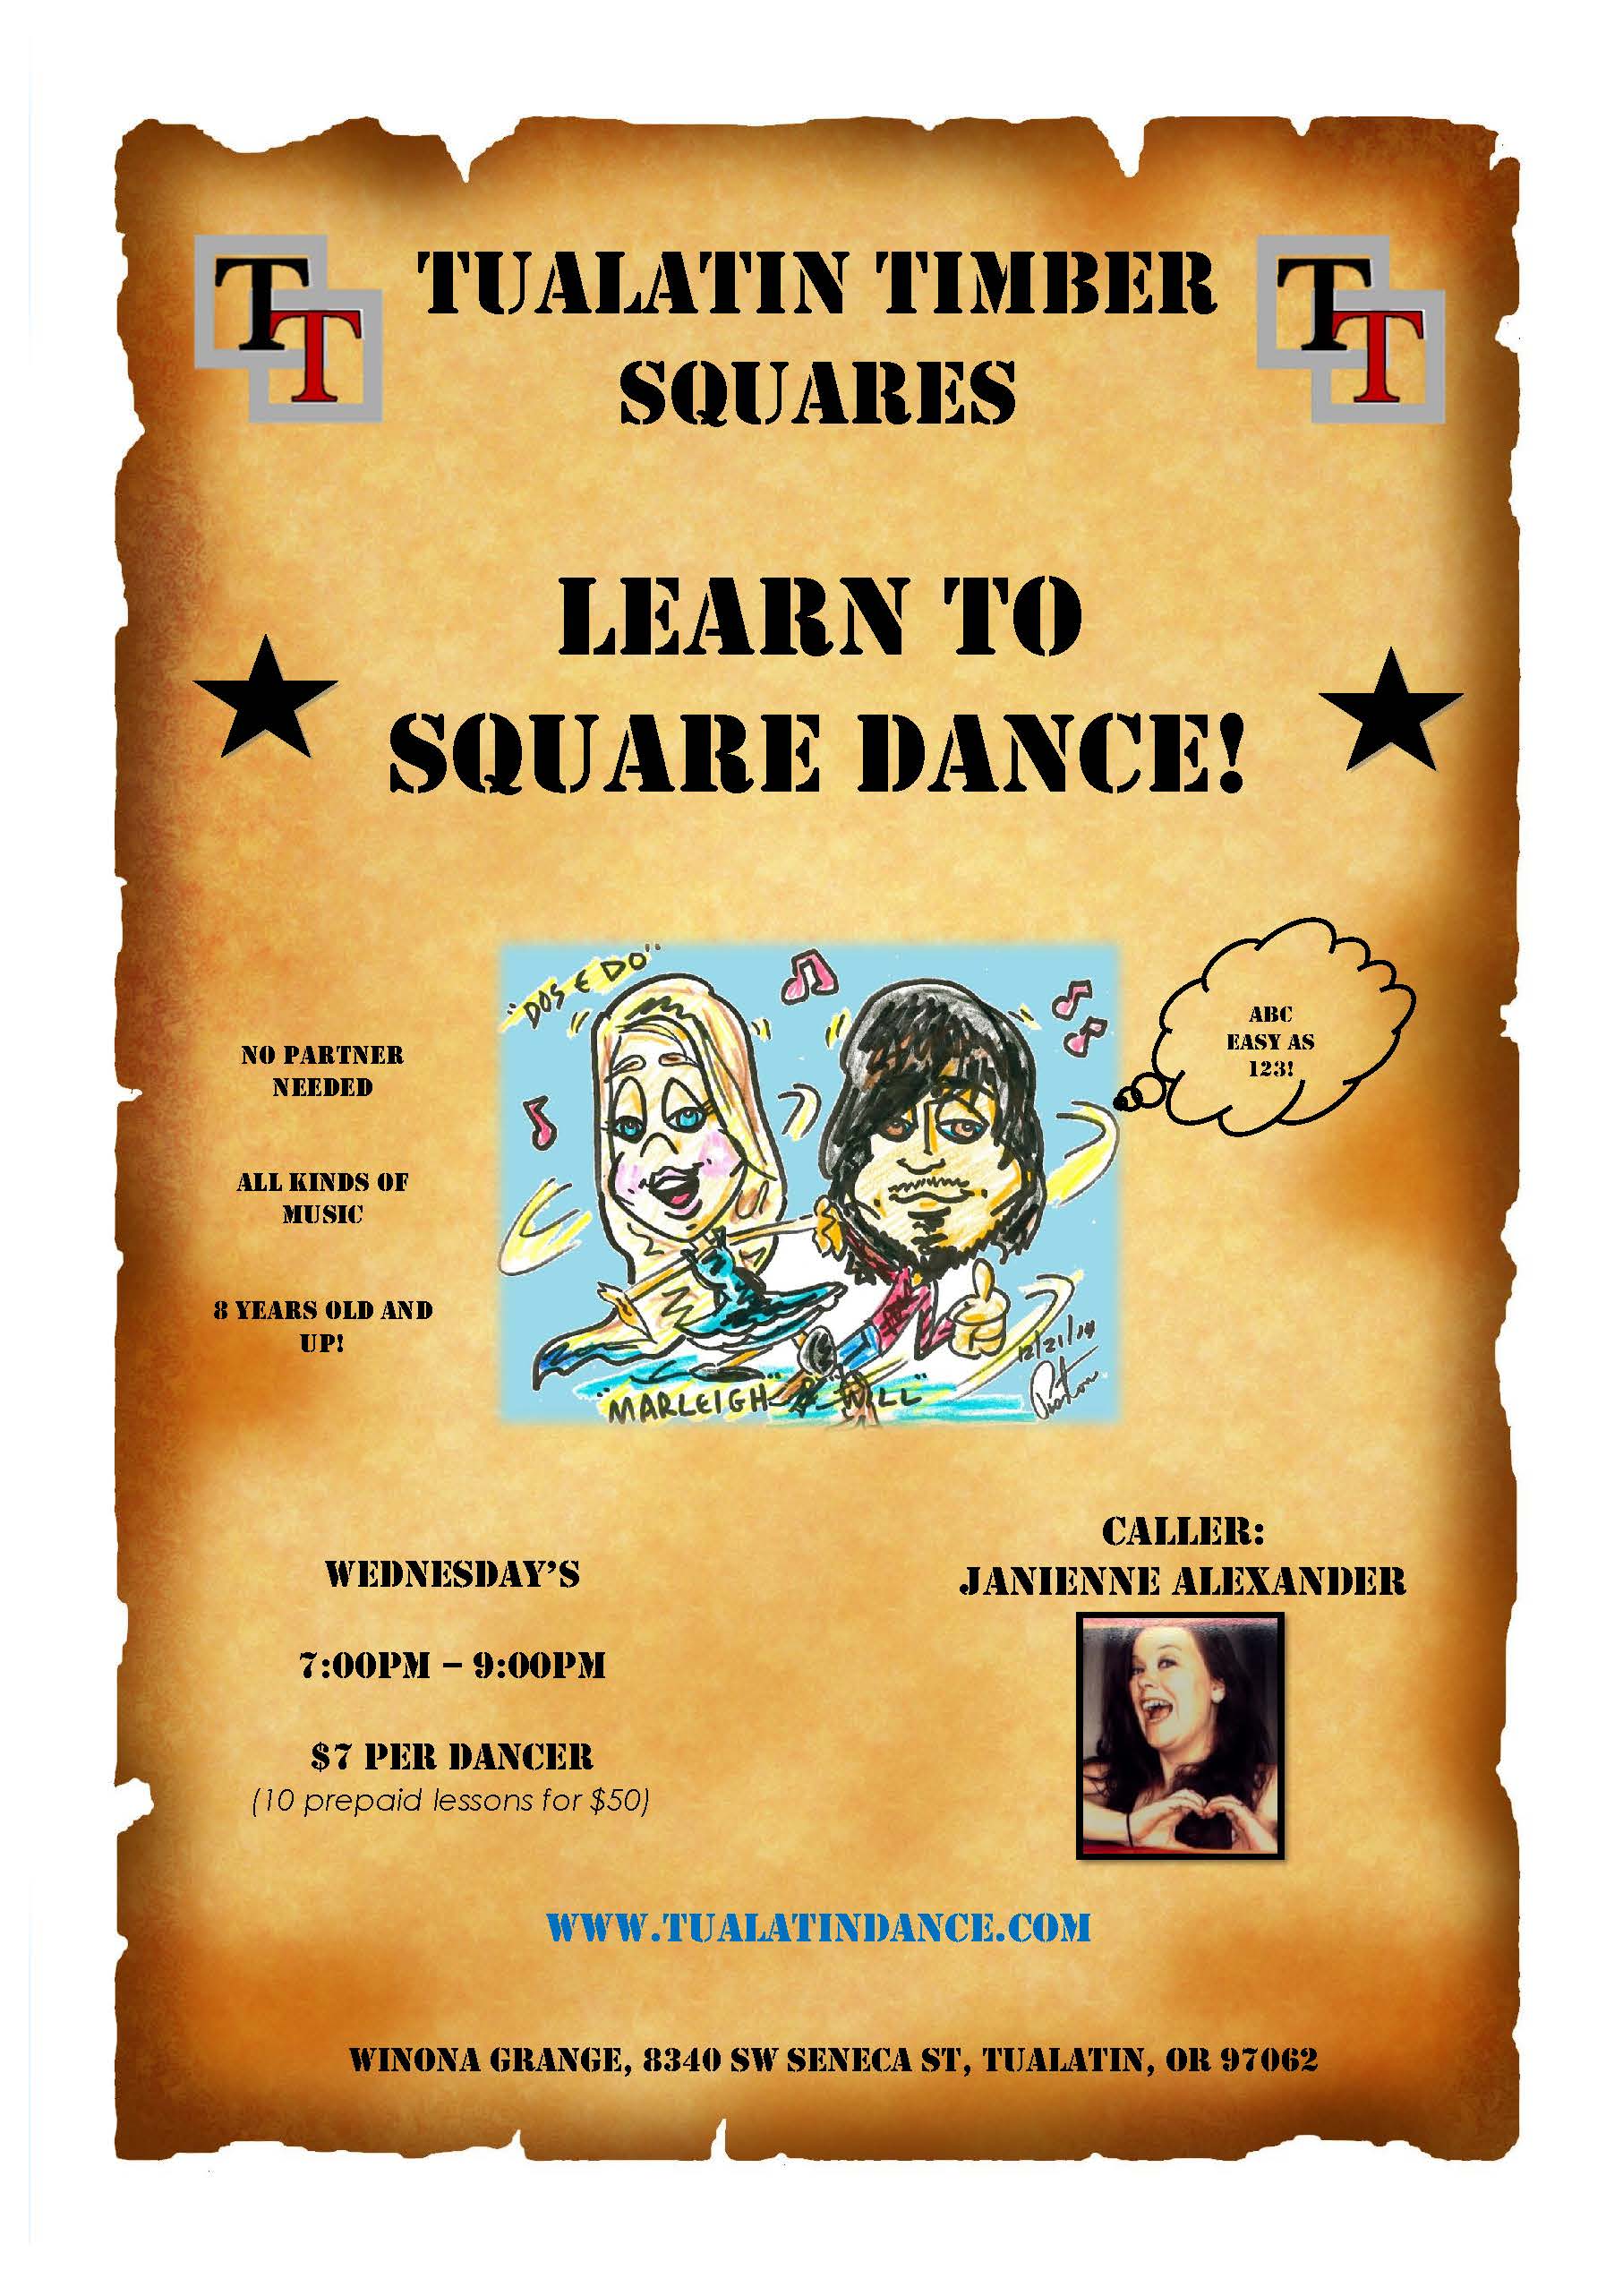 TT
TUALATIN TIMBER
SQUARES
TT
LEARN TO
SQUARE DANCE!
NO PARTNER
NEEDED
ALL KINDS OF
MUSIC
8 YEARS OLD AND
UP!
"DOS E DO"
12/21/14
"MARLEIGH & WILL"
ABC
EASY AS
123!
WEDNESDAY'S
7:00PM – 9:00PM
$7 PER DANCER
(10 prepaid lessons for $50)
CALLER:
JANIENNE ALEXANDER
WWW.TUALATINDANCE.COM
WINONA GRANGE, 8340 SW SENECA ST, TUALATIN, OR 97062